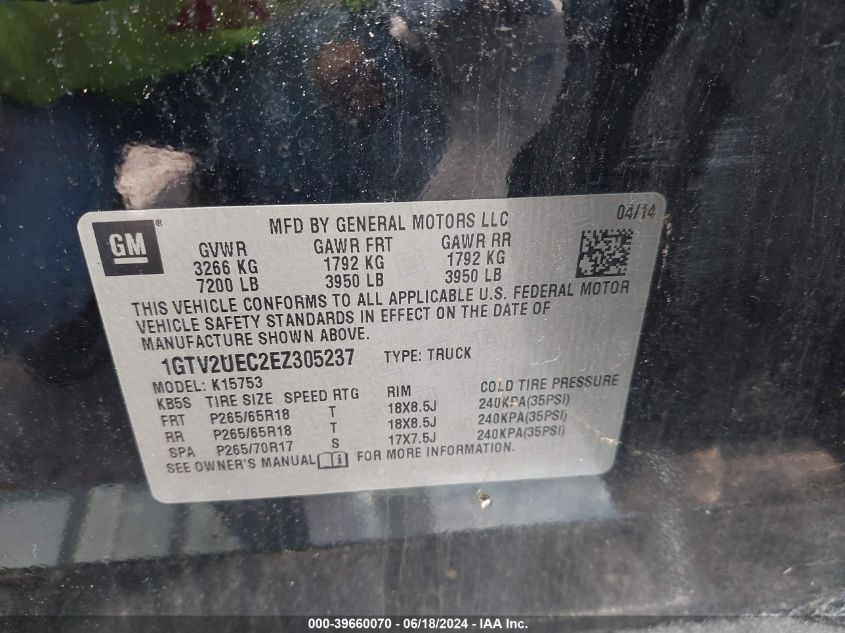 GM ®
MFD BY GENERAL MOTORS LLC
04/14
GVWR GAWR FRT GAWR RR
3266 KG 1792 KG 1792 KG
7200 LB 3950 LB 3950 LB
THIS VEHICLE CONFORMS TO ALL APPLICABLE U.S. FEDERAL MOTOR
VEHICLE SAFETY STANDARDS IN EFFECT ON THE DATE OF
MANUFACTURE SHOWN ABOVE.
1GTV2UEC2EZ305237 TYPE: TRUCK
MODEL: K15753
KB5S TIRE SIZE SPEED RTG RIM COLD TIRE PRESSURE
FRT P265/65R18 T 18X8.5J 240KPA(35PSI)
RR P265/65R18 T 18X8.5J 240KPA(35PSI)
SPA P265/70R17 S 17X7.5J 240KPA(35PSI)
SEE OWNER'S MANUAL i FOR MORE INFORMATION.
000-39660070 - 06/18/2024 - IAA Inc.